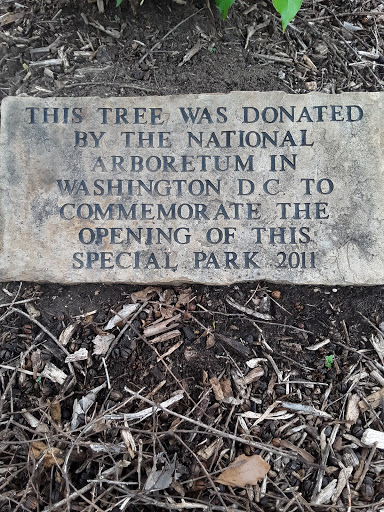 THIS TREE WAS DONATED
BY THE NATIONAL
ARBORETUM IN
WASHINGTON D.C. TO
COMMEMORATE THE
OPENING OF THIS
SPECIAL PARK 2011